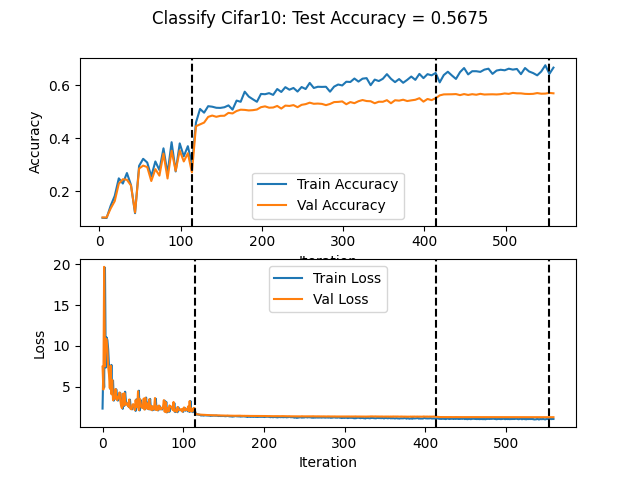 Classify Cifar10: Test Accuracy = 0.5675
Accuracy
0.6
0.4
0.2
Train Accuracy
Val Accuracy
0 100 200 300 400 500
Iteration
Loss
20
15
10
5
Train Loss
Val Loss
0 100 200 300 400 500
Iteration